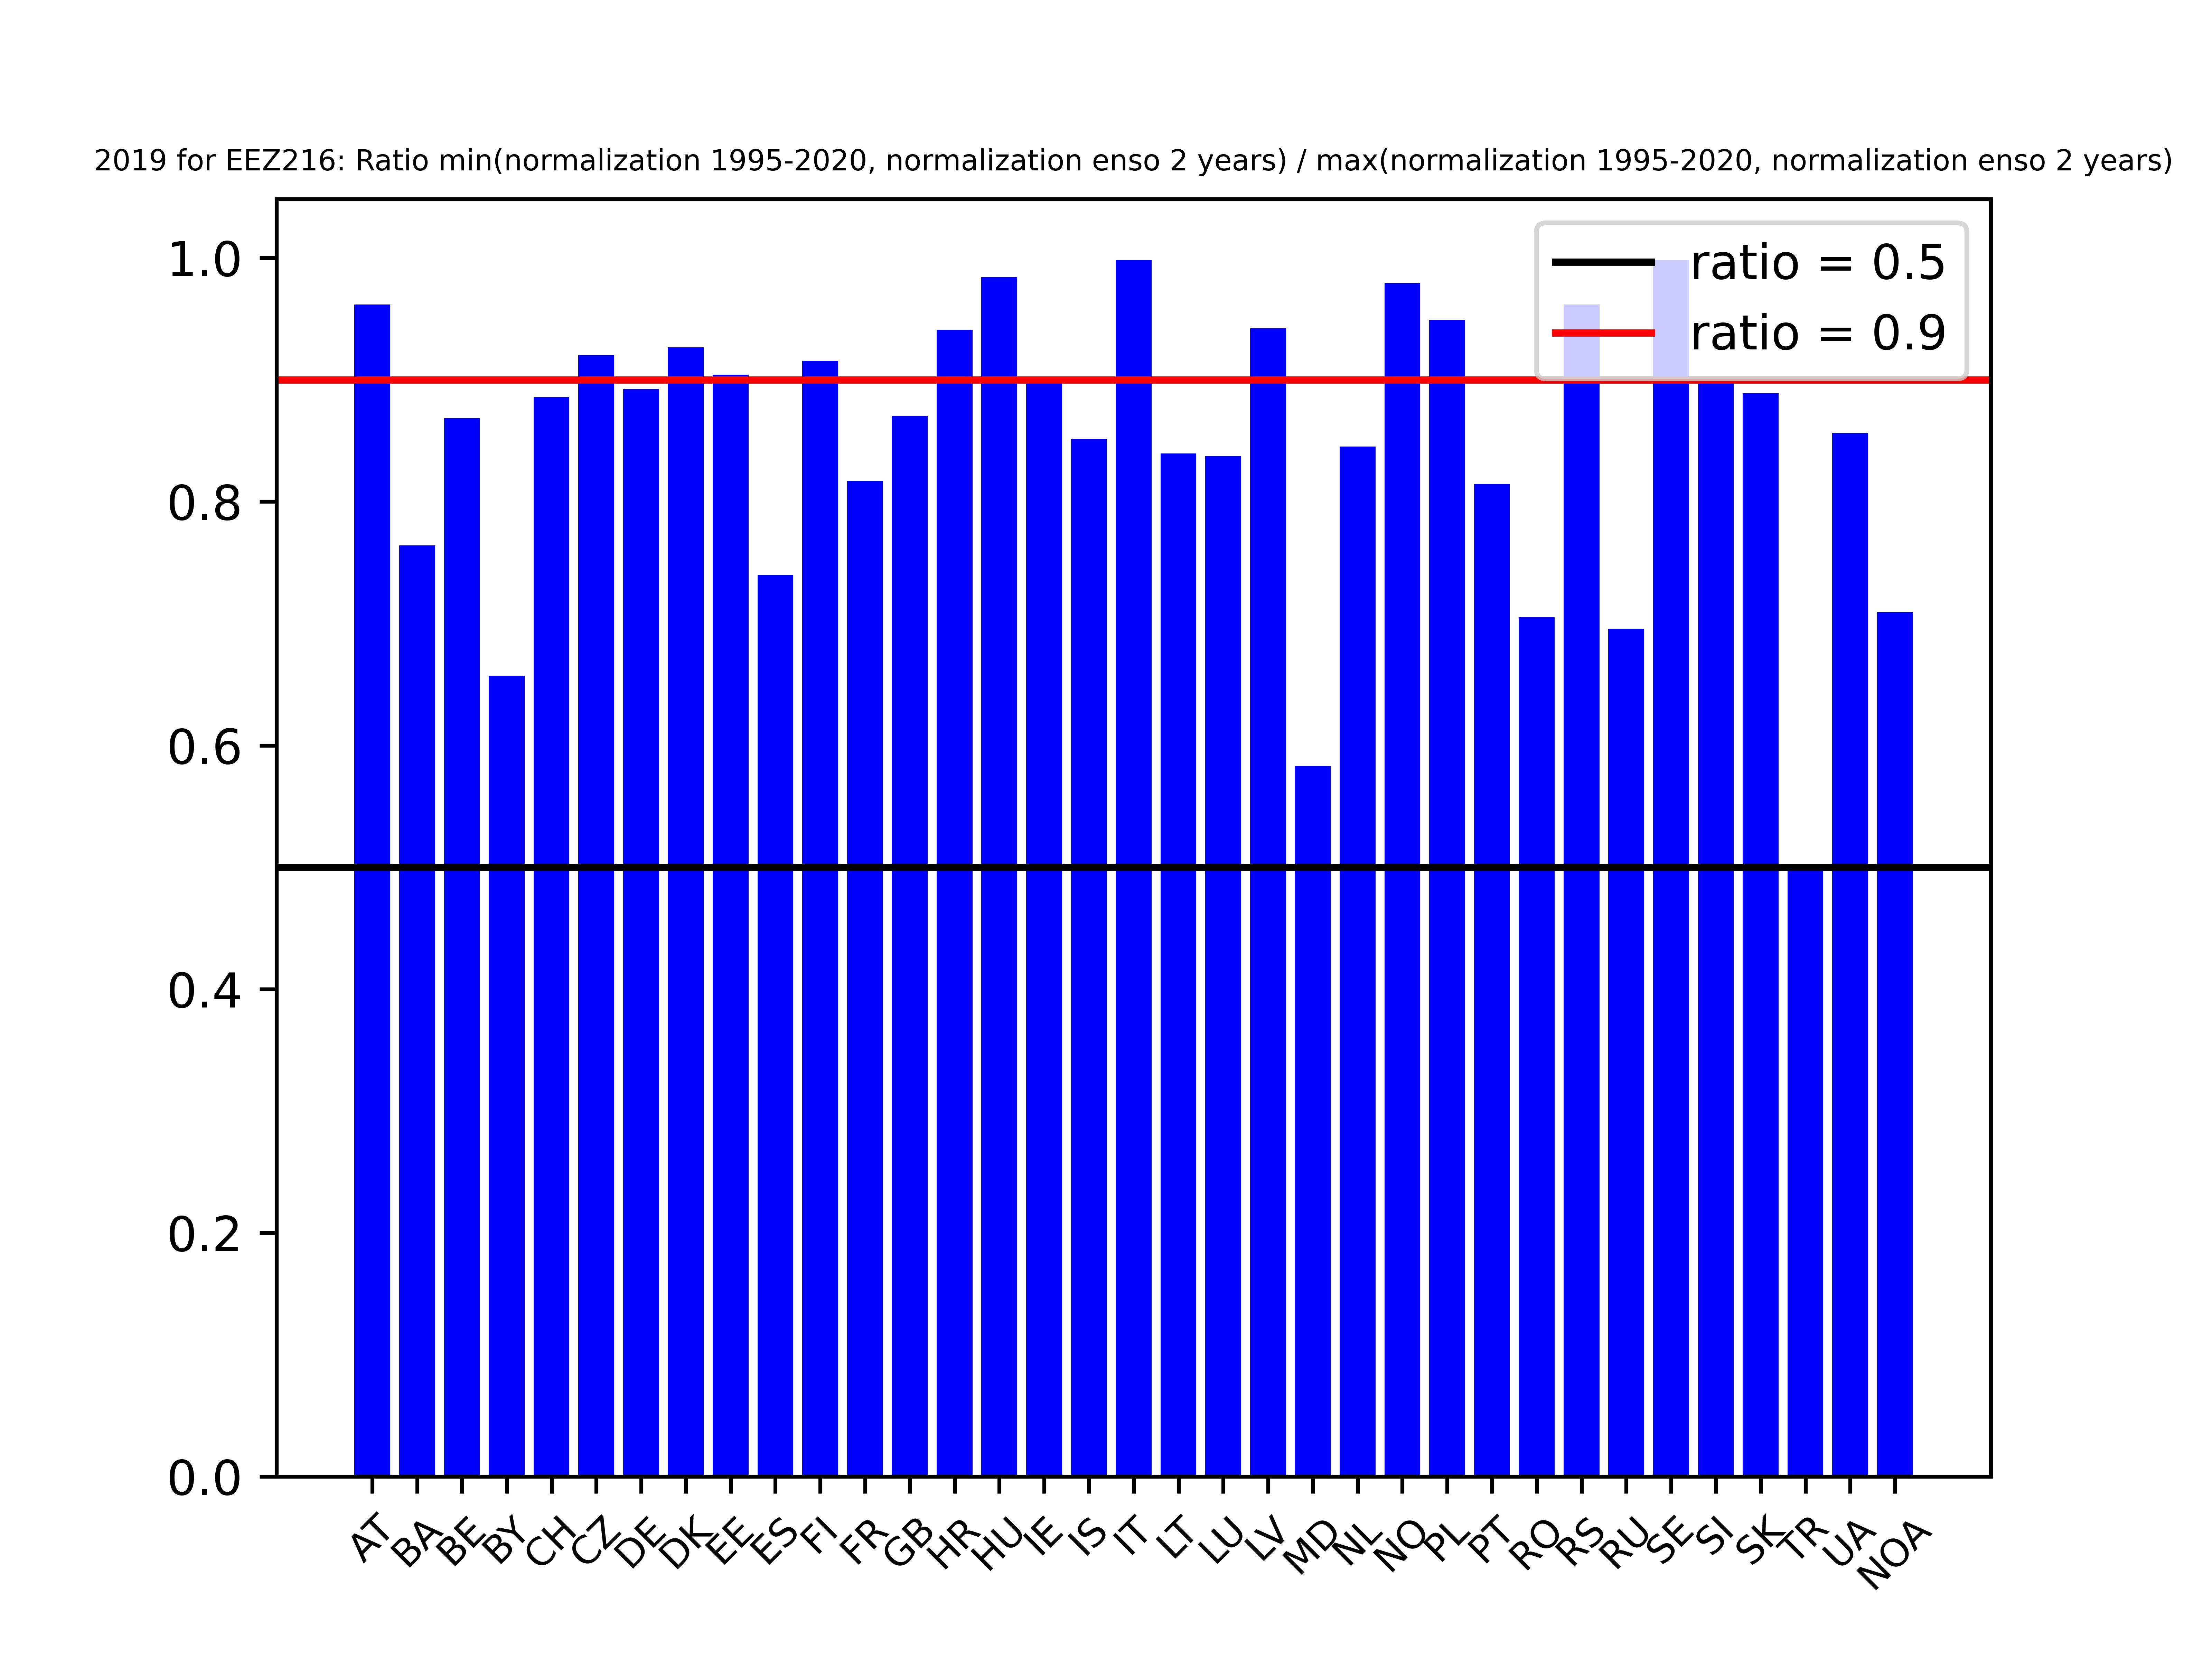 2019 for EEZ216: Ratio min(normalization 1995-2020, normalization enso 2 years) / max(normalization 1995-2020, normalization enso 2 years)
ratio = 0.5
ratio = 0.9
1.0
0.8
0.6
0.4
0.2
0.0
AT BA BE BY CH CZ DE DK EE ES FI FR GB HR HU IE IS IT LT LU LV MD NL NO PL PT RO RS RU SE SI SK TR UA NOA